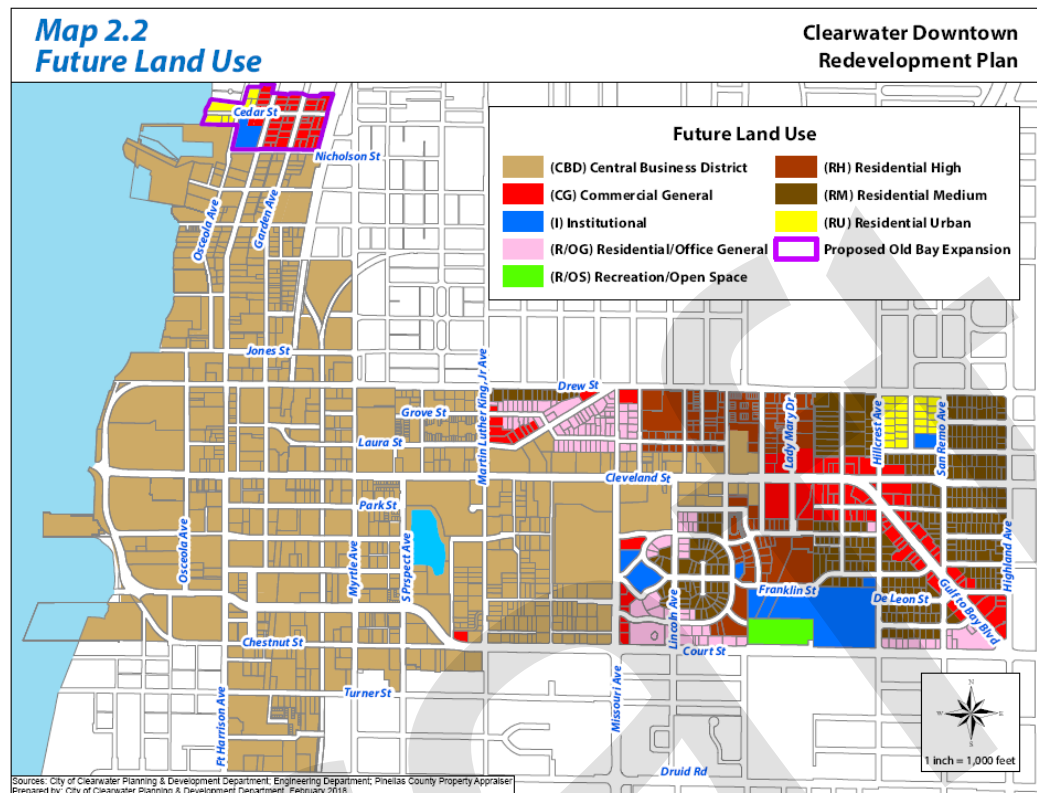 Map 2.2
Future Land Use
Clearwater Downtown
Redevelopment Plan
Future Land Use
(CBD) Central Business District
(CG) Commercial General
(I) Institutional
(R/OG) Residential/Office General
(R/OS) Recreation/Open Space
(RH) Residential High
(RM) Residential Medium
(RU) Residential Urban
Proposed Old Bay Expansion
Cedar St
Nicholson St
Osceola Ave
Garden Ave
Jones St
Drew St
Grove St
Laura St
Martin Luther King, Jr Ave
Lady Mary Dr
Hillcrest Ave
San Remo Ave
Cleveland St
Park St
Osceola Ave
Myrtle Ave
S Prspect Ave
Highland Ave
Franklin St
De Leon St
Gulf to Bay Blvd
Lincoln Ave
Chestnut St
Court St
Turner St
Ft Harrison Ave
Missouri Ave
Druid Rd
N
W
E
S
1 inch = 1,000 feet
Sources: City of Clearwater Planning & Development Department; Engineering Department; Pinellas County Property Appraiser
Prepared by: City of Clearwater Planning & Development Department, February 2018